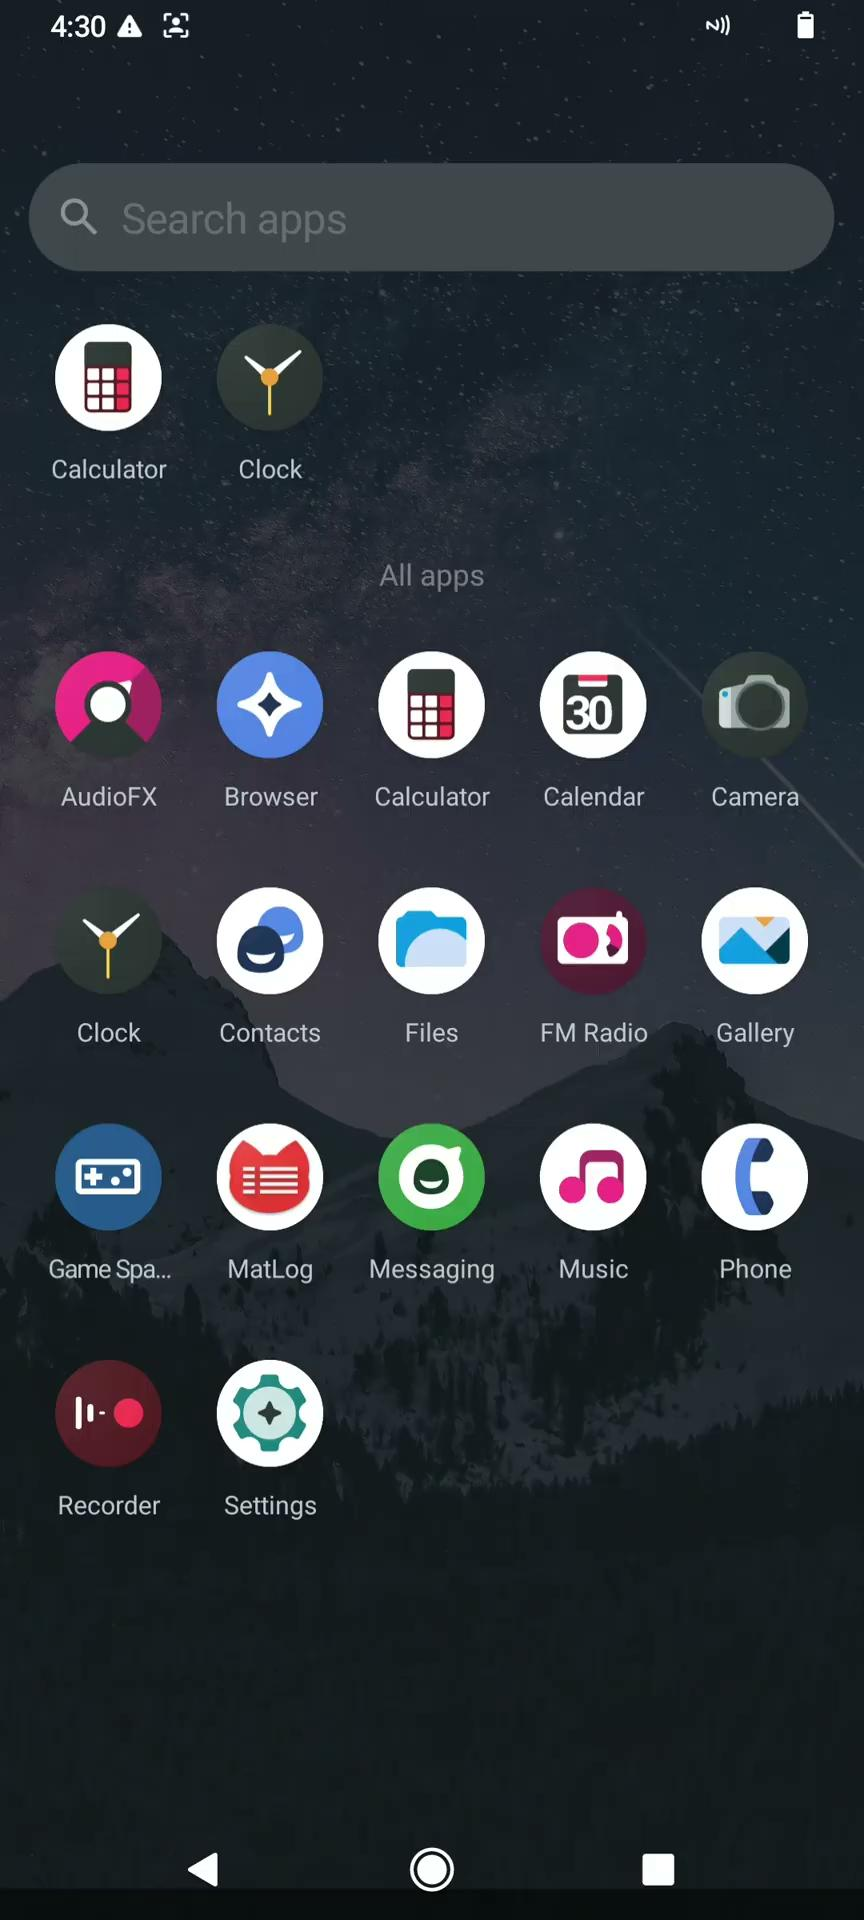 4:30
Search apps
Calculator Clock
All apps
30
AudioFX Browser Calculator Calendar Camera
Clock Contacts Files FM Radio Gallery
Game Spa... MatLog Messaging Music Phone
Recorder Settings